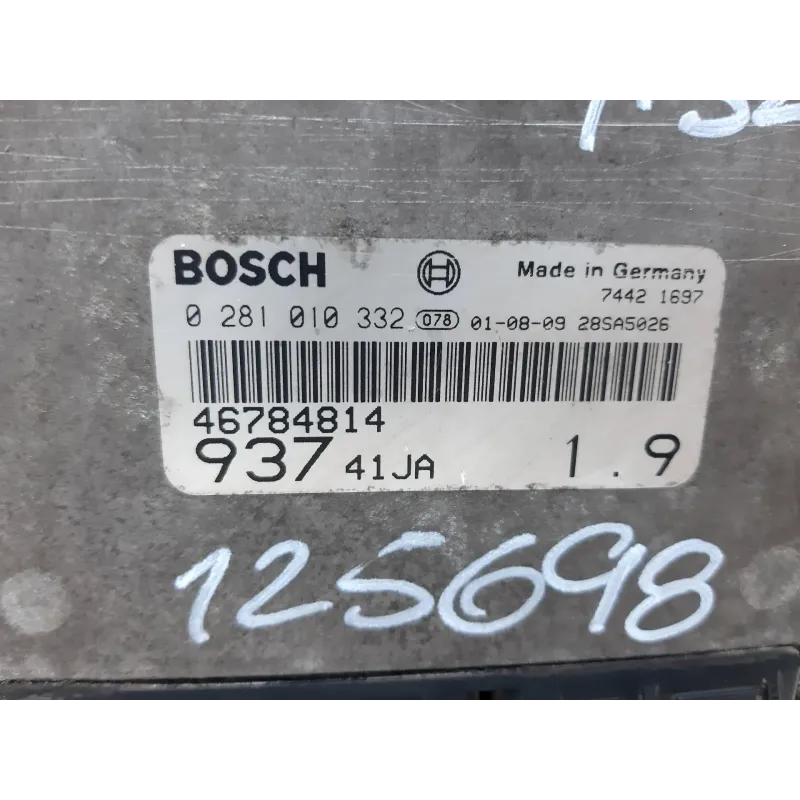 BOSCH Made in Germany
7442 1697
0 281 010 332 078 01-08-09 28SA5026
46784814
937 41JA 1.9
125698